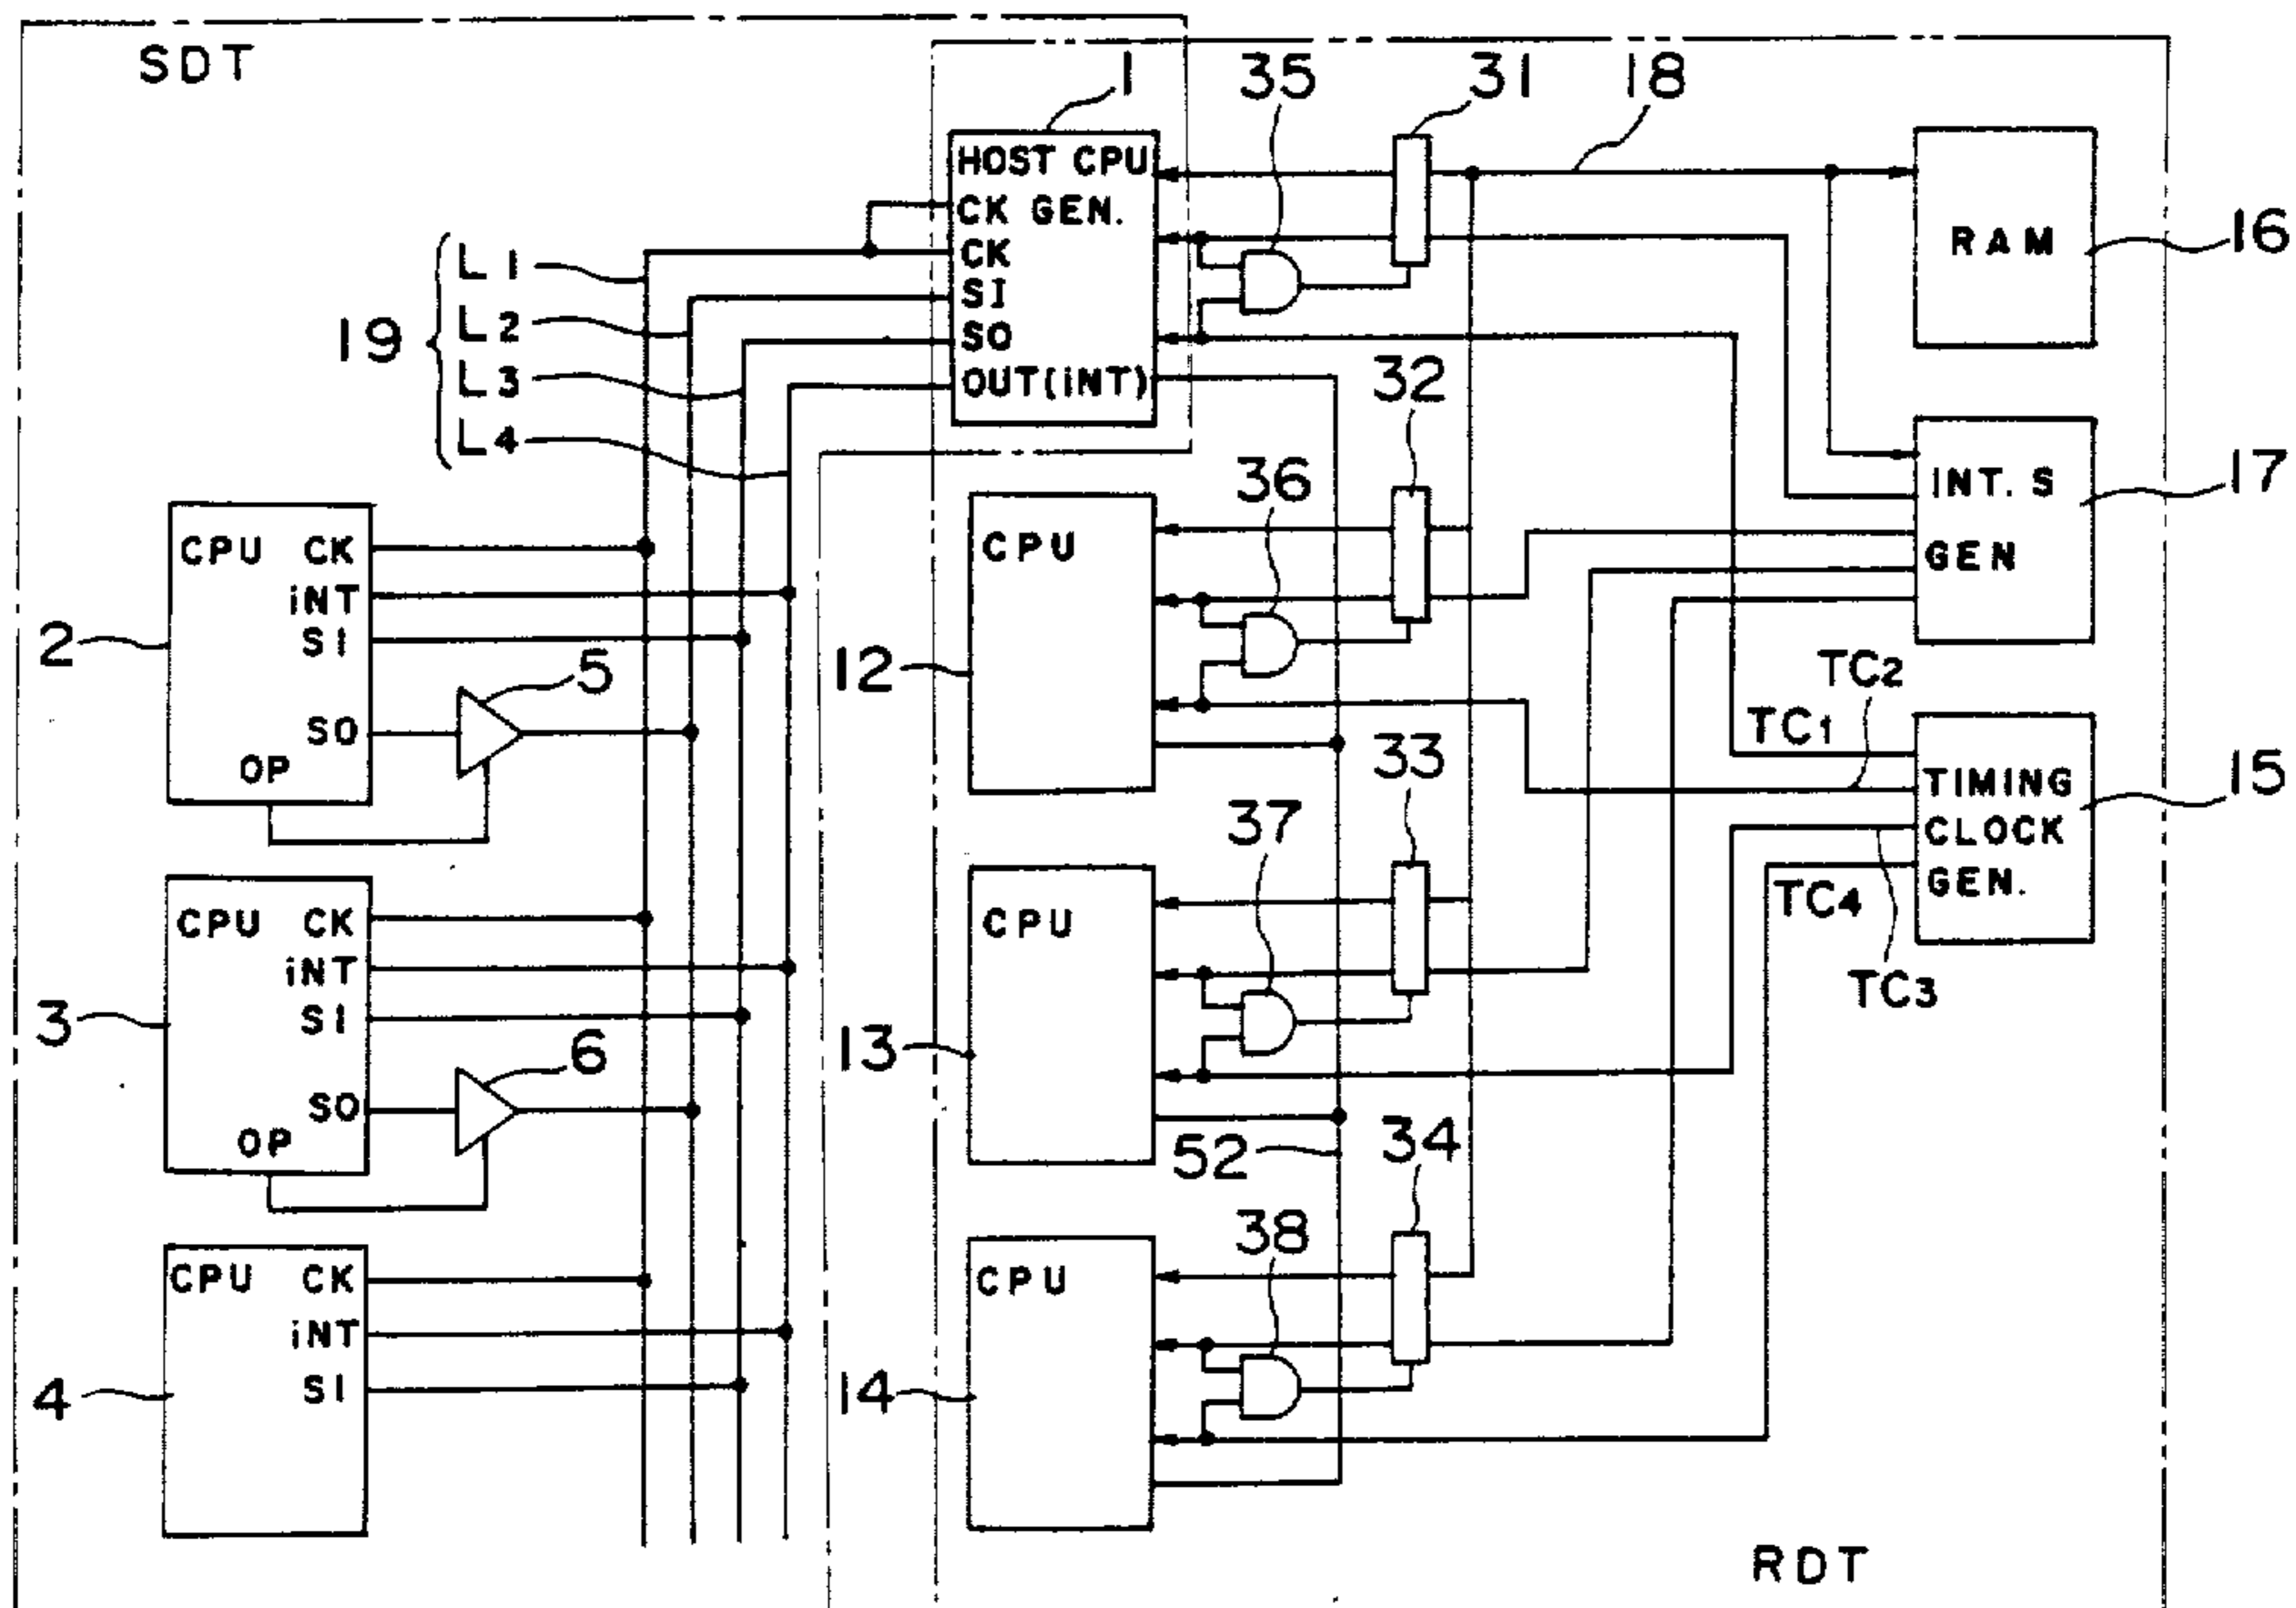 SDT
1
35
31
18
HOST CPU
CK GEN.
CK
SI
SO
OUT(iNT)
RAM
16
19
L1
L2
L3
L4
32
36
INT. S
GEN
17
CPU CK
iNT
SI
SO
OP
2
5
CPU
12
TC2
TC1
TIMING
CLOCK
GEN.
15
33
37
TC4
TC3
CPU CK
iNT
SI
SO
OP
3
6
CPU
13
52
34
38
CPU CK
iNT
SI
4
CPU
14
RDT